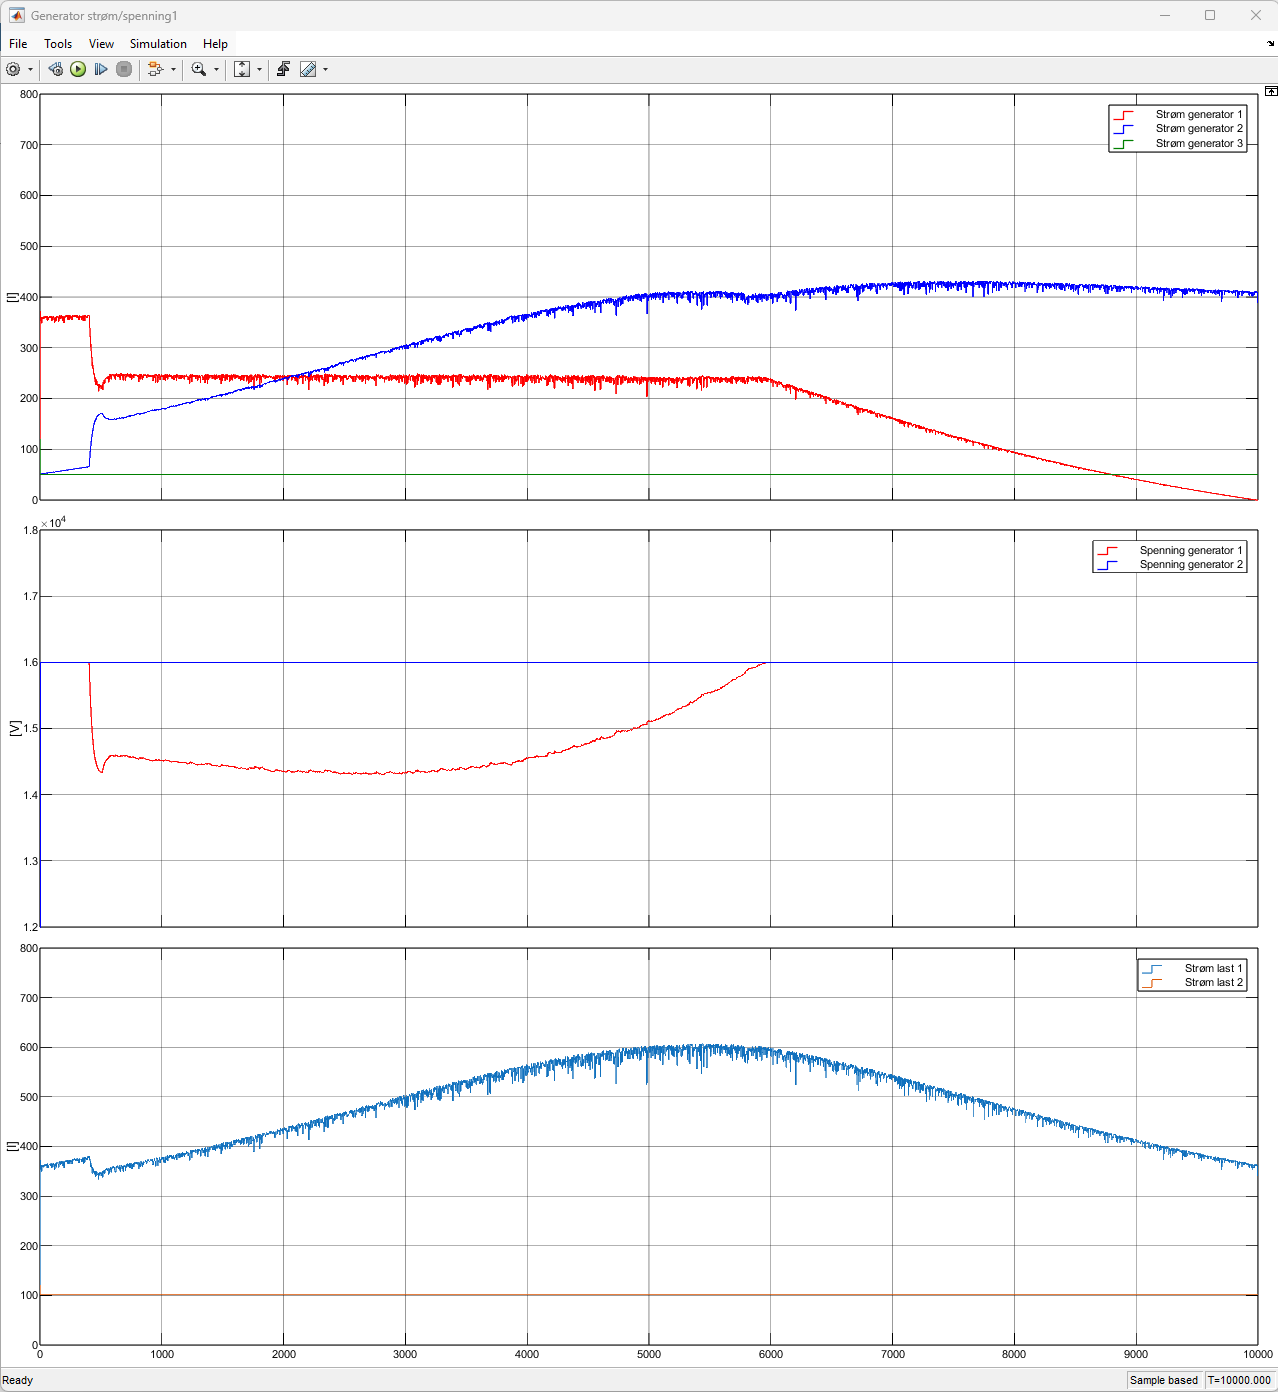 Generator strøm/spenning1
File Tools View Simulation Help
800
700
600
500
400
300
200
100
0
[I]
Strøm generator 1
Strøm generator 2
Strøm generator 3
×10^4
1.8
1.7
1.6
1.5
1.4
1.3
1.2
[V]
Spenning generator 1
Spenning generator 2
800
700
600
500
400
300
200
100
0
[I]
Strøm last 1
Strøm last 2
0 1000 2000 3000 4000 5000 6000 7000 8000 9000 10000
Ready Sample based T=10000.000